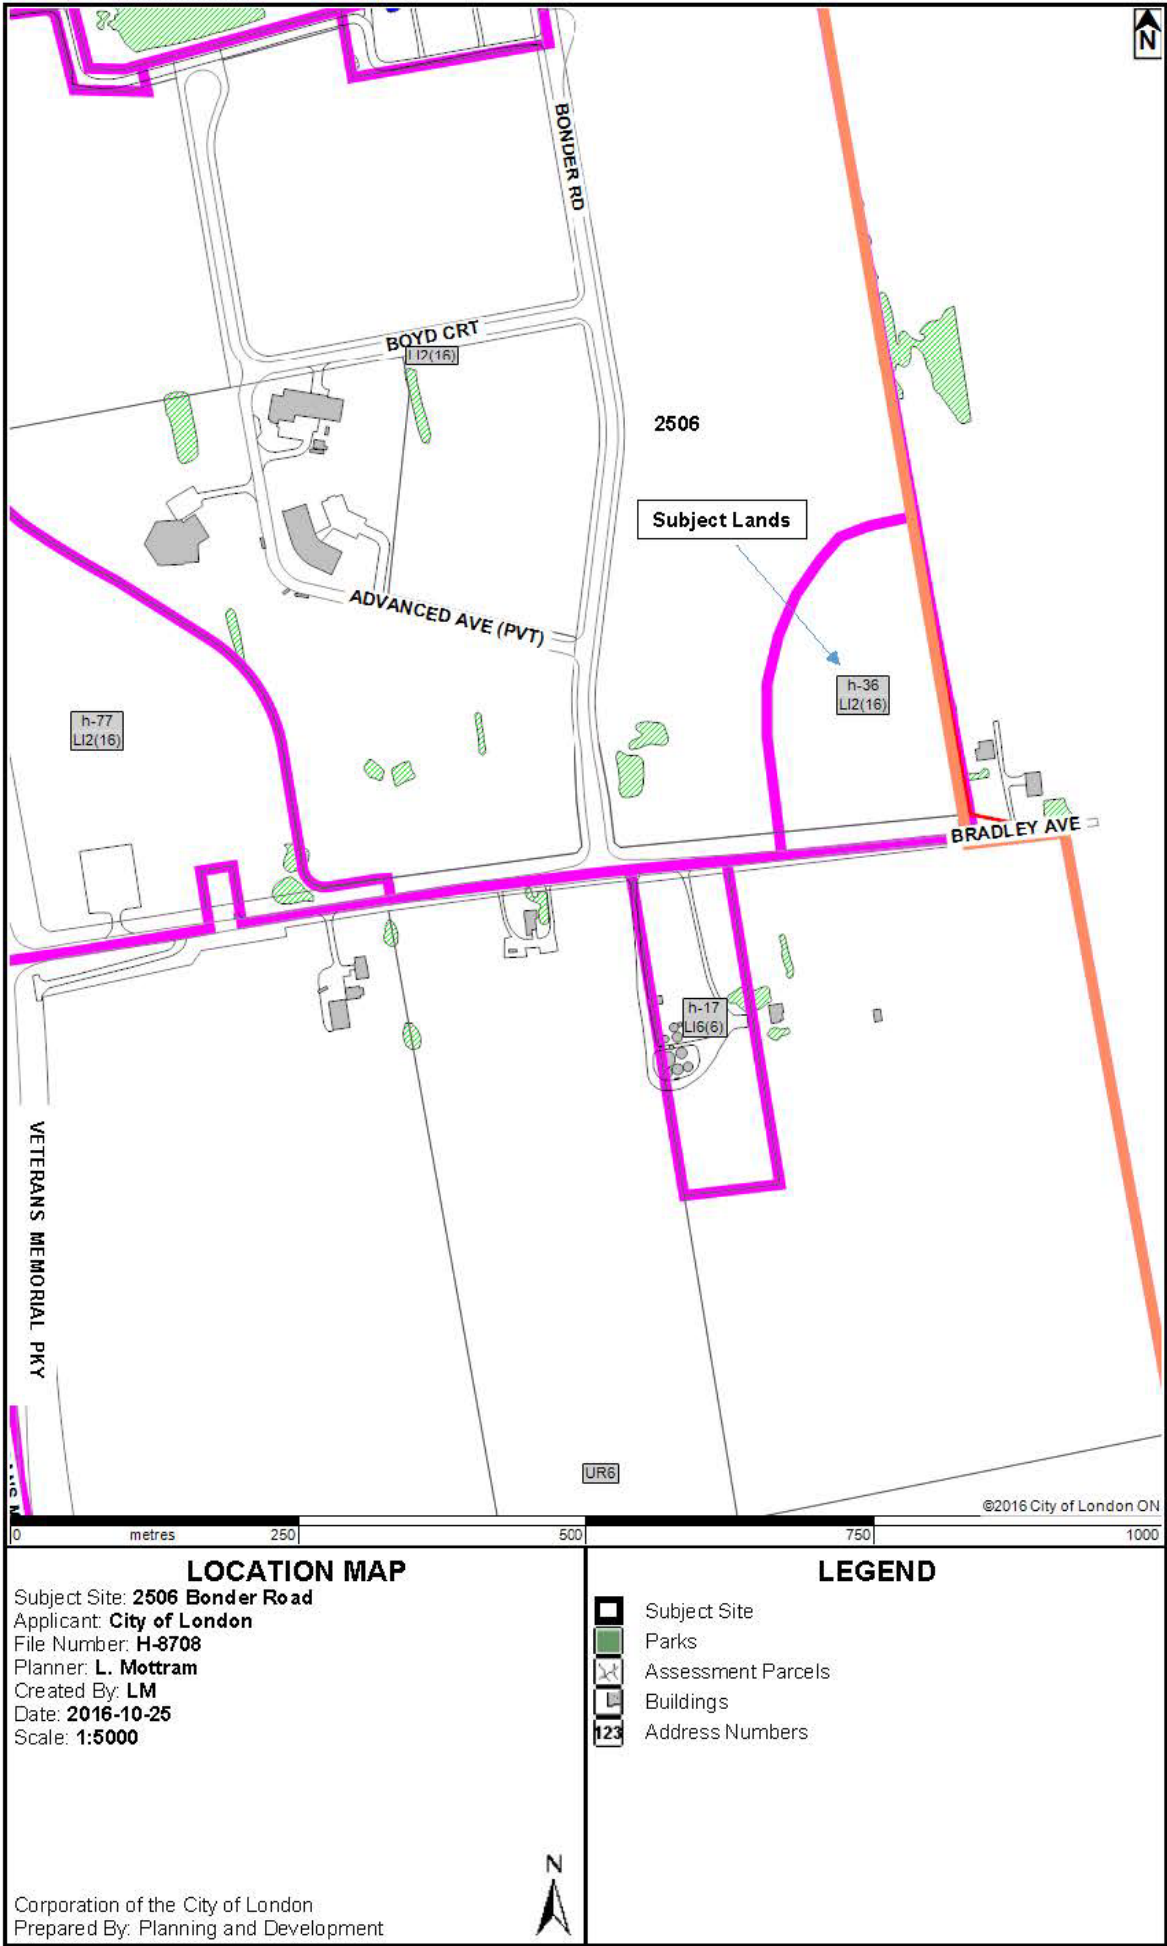 N
BONDER RD
BOYD CRT
LI2(16)
2506
Subject Lands
ADVANCED AVE (PVT)
h-36
LI2(16)
h-77
LI2(16)
BRADLEY AVE
h-17
LI6(6)
VETERANS MEMORIAL PKY
UR6
©2016 City of London ON
0 metres 250 500 750 1000
LOCATION MAP
Subject Site: 2506 Bonder Road
Applicant: City of London
File Number: H-8708
Planner: L. Mottram
Created By: LM
Date: 2016-10-25
Scale: 1:5000
Corporation of the City of London
Prepared By: Planning and Development
N
LEGEND
Subject Site
Parks
Assessment Parcels
Buildings
123 Address Numbers